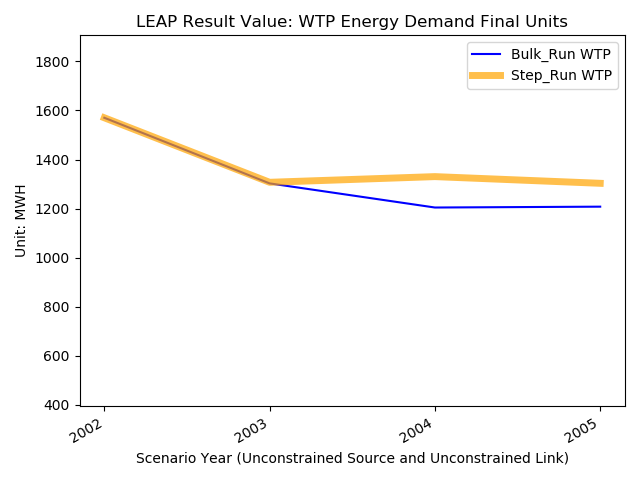 LEAP Result Value: WTP Energy Demand Final Units
Bulk_Run WTP
Step_Run WTP
Unit: MWH
1800
1600
1400
1200
1000
800
600
400
2002
2003
2004
2005
Scenario Year (Unconstrained Source and Unconstrained Link)